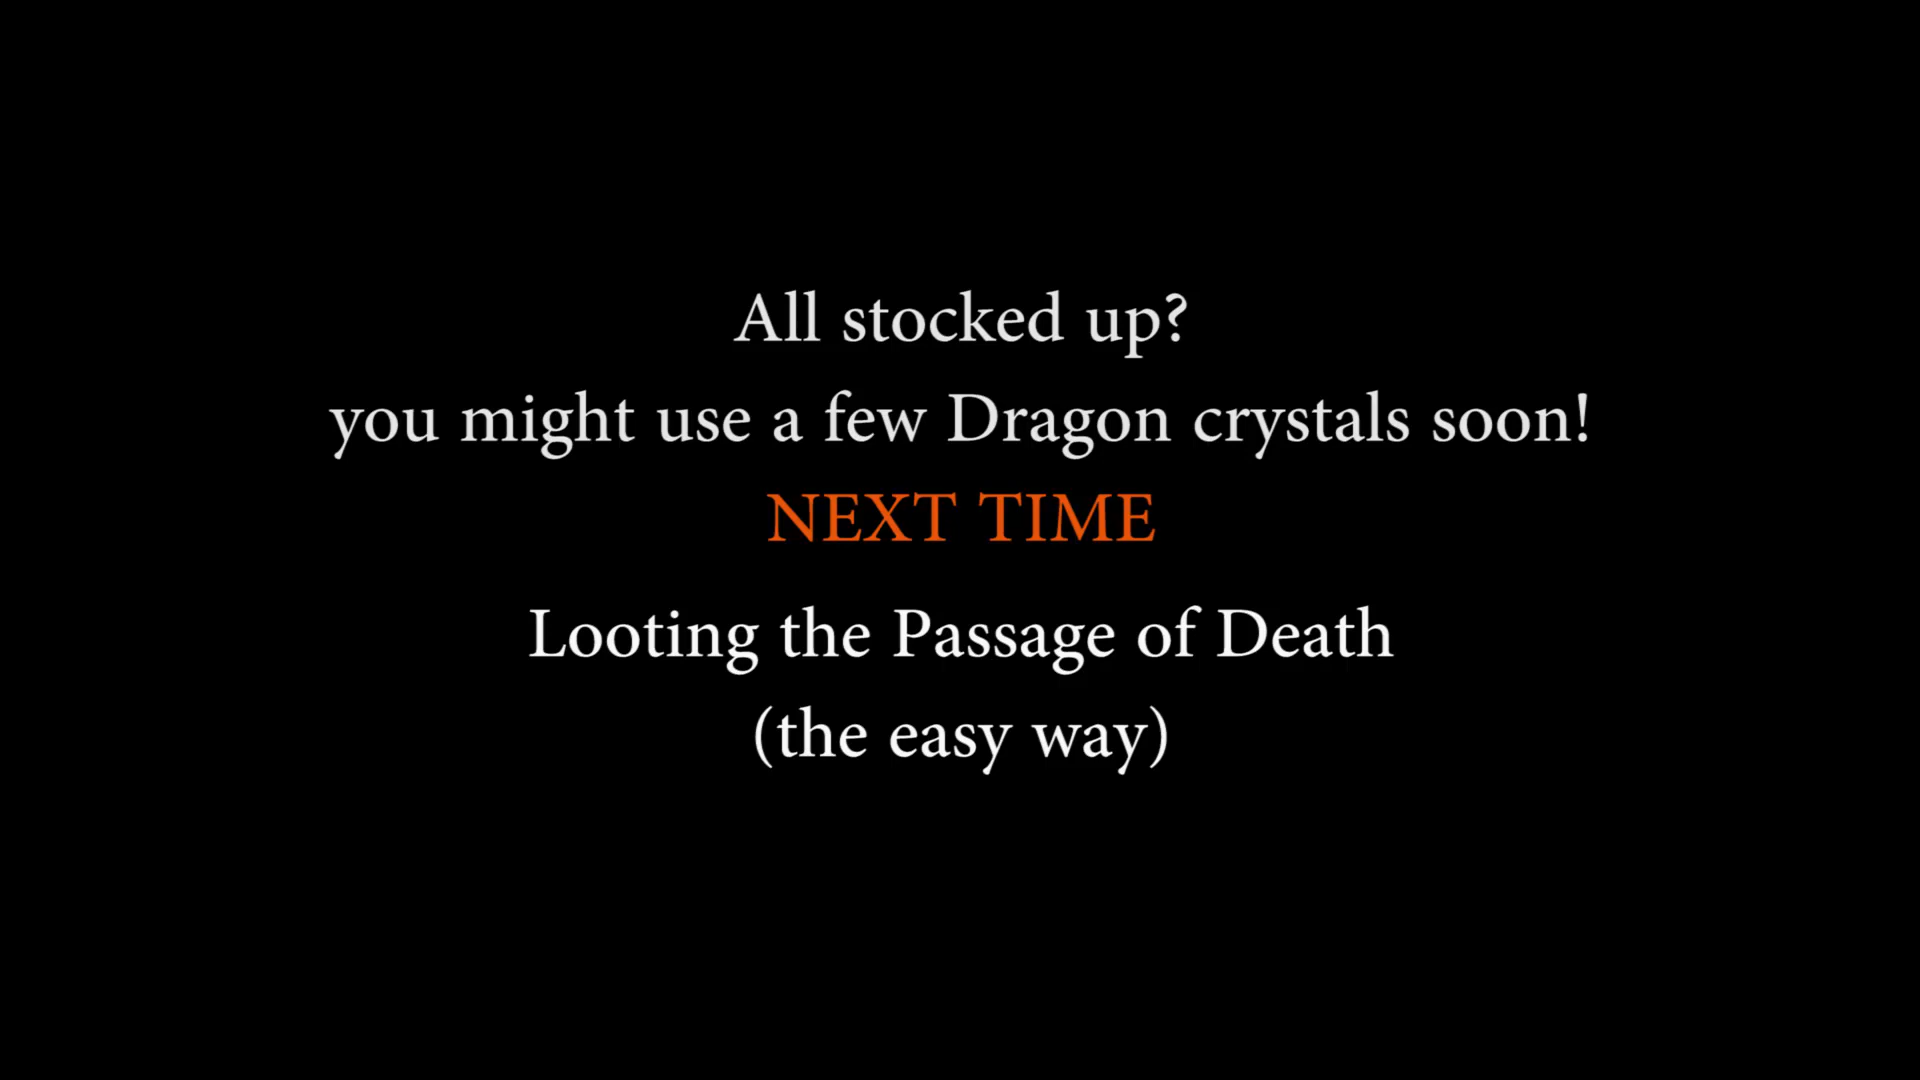 All stocked up?
you might use a few Dragon crystals soon!
NEXT TIME
Looting the Passage of Death
(the easy way)